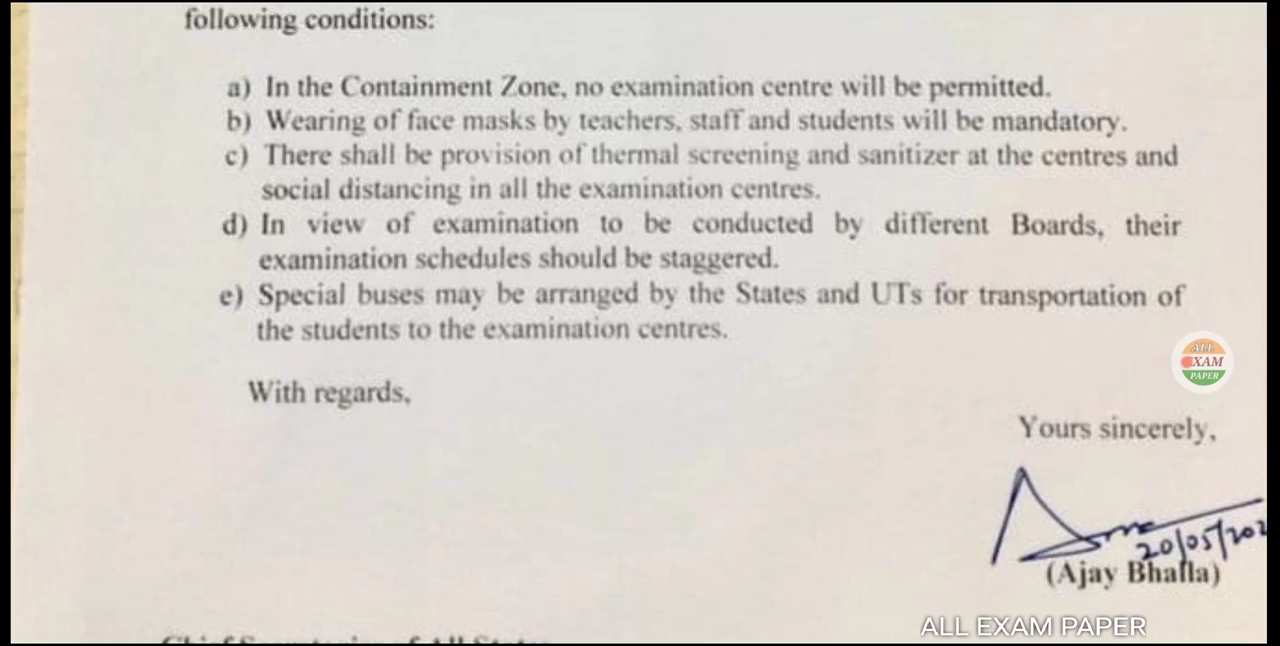 following conditions:
a) In the Containment Zone, no examination centre will be permitted.
b) Wearing of face masks by teachers, staff and students will be mandatory.
c) There shall be provision of thermal screening and sanitizer at the centres and
social distancing in all the examination centres.
d) In view of examination to be conducted by different Boards, their
examination schedules should be staggered.
e) Special buses may be arranged by the States and UTs for transportation of
the students to the examination centres.
With regards,
ALL
EXAM
PAPER
Yours sincerely,
20/05/202
(Ajay Bhalla)
ALL EXAM PAPER